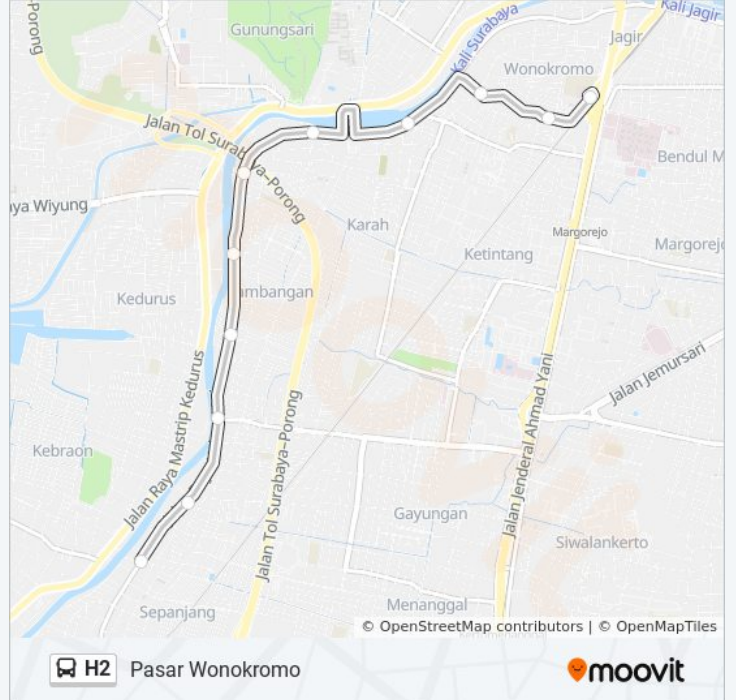 -Porong
Gunungsari
Kali Surabaya
Kali Jagir
Jagir
Wonokromo
Jalan Tol Surabaya–Porong
Bendul M
aya Wiyung
Karah
Margorejo
Margorejo
Ketintang
ambangan
Kedurus
Jalan Raya Mastrip Kedurus
Jalan Jenderal Ahmad Yani
Jalan Jemursari
Kebraon
Jalan Tol Surabaya–Porong
Gayungan
Siwalankerto
Sepanjang
Menanggal
© OpenStreetMap contributors | © OpenMapTiles
H2 Pasar Wonokromo
moovit